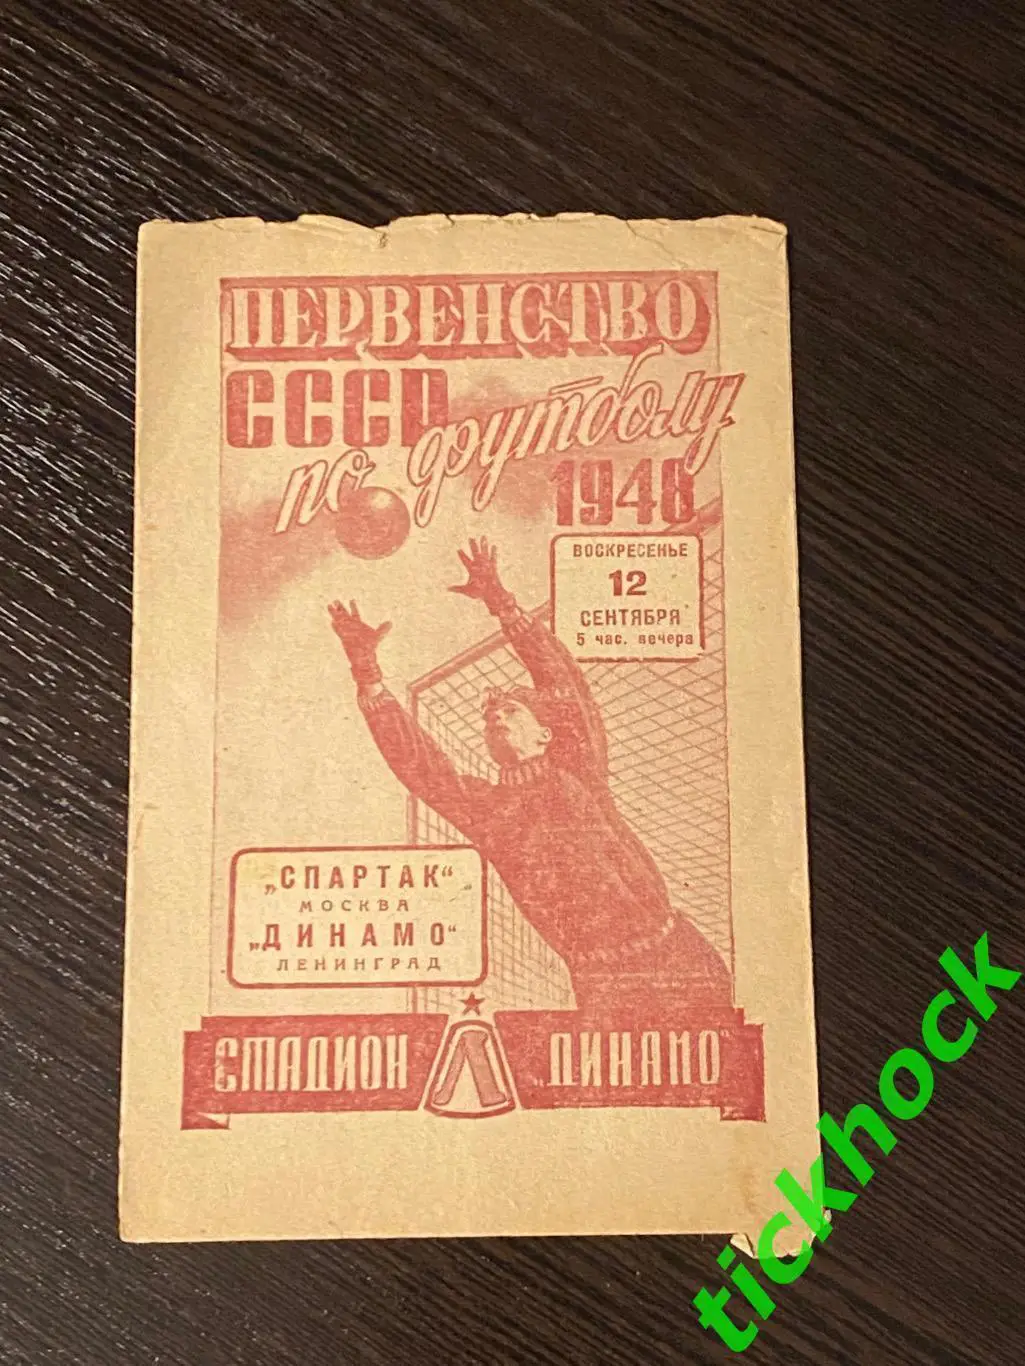 ПЕРВЕНСТВО
СССР
по футболу
1948
ВОСКРЕСЕНЬЕ
12
СЕНТЯБРЯ
5 час. вечера
„СПАРТАК“
МОСКВА
„ДИНАМО“
ЛЕНИНГРАД
СТАДИОН Л „ДИНАМО“
tickhock